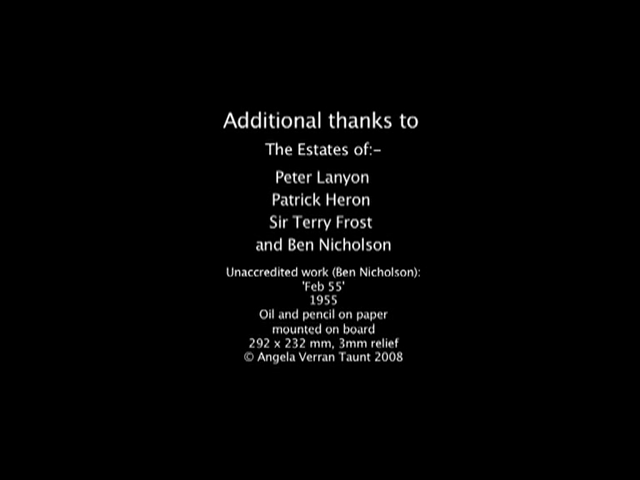 Additional thanks to
The Estates of:-
Peter Lanyon
Patrick Heron
Sir Terry Frost
and Ben Nicholson
Unaccredited work (Ben Nicholson):
'Feb 55'
1955
Oil and pencil on paper
mounted on board
292 x 232 mm, 3mm relief
© Angela Verran Taunt 2008